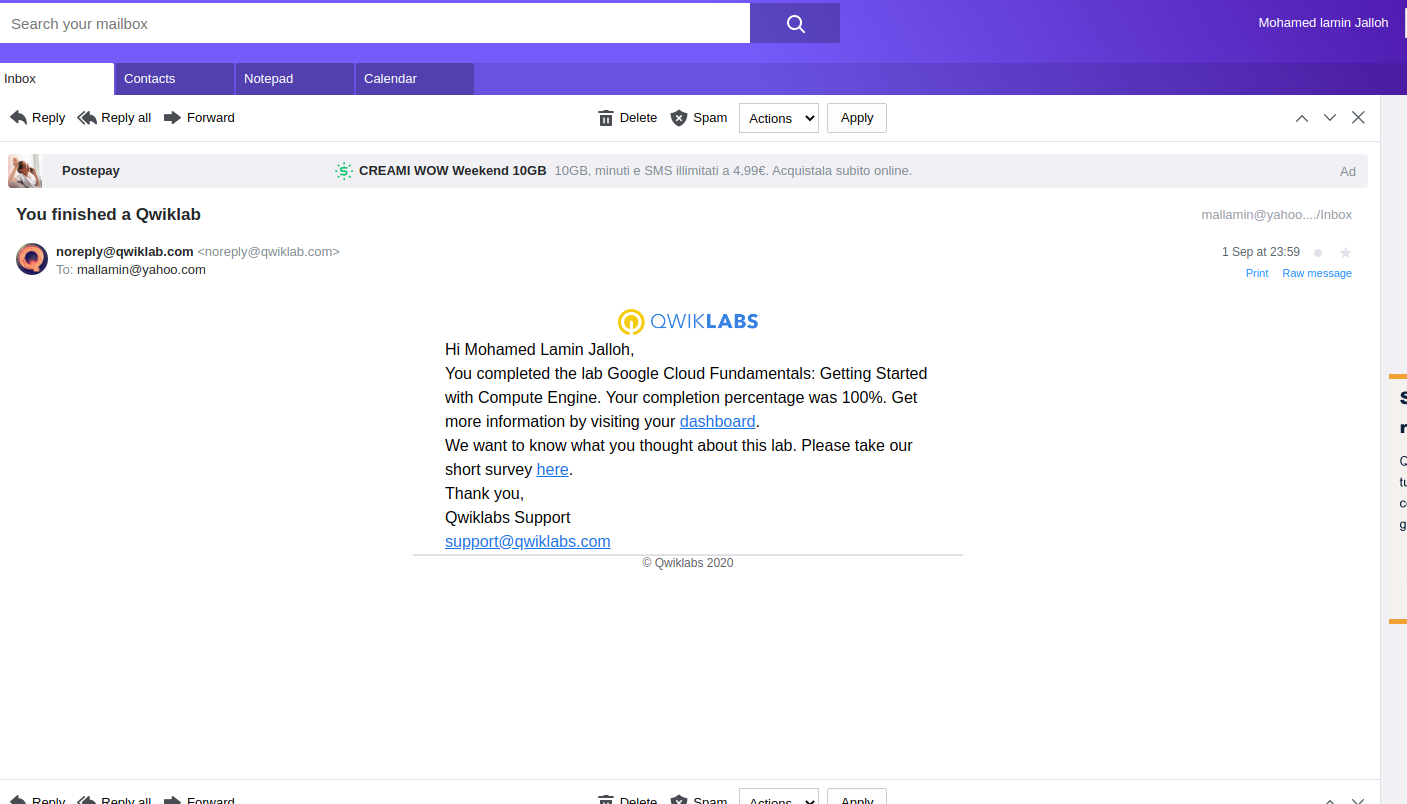 Search your mailbox
Mohamed lamin Jalloh
Inbox Contacts Notepad Calendar
Reply Reply all Forward Delete Spam Actions Apply
Postepay CREAMI WOW Weekend 10GB 10GB, minuti e SMS illimitati a 4,99€. Acquistala subito online. Ad
You finished a Qwiklab mallamin@yahoo..../Inbox
noreply@qwiklab.com <noreply@qwiklab.com> 1 Sep at 23:59
To: mallamin@yahoo.com
Print Raw message
QWIKLABS
Hi Mohamed Lamin Jalloh,
You completed the lab Google Cloud Fundamentals: Getting Started
with Compute Engine. Your completion percentage was 100%. Get
more information by visiting your dashboard.
We want to know what you thought about this lab. Please take our
short survey here.
Thank you,
Qwiklabs Support
support@qwiklabs.com
© Qwiklabs 2020
Reply Reply all Forward Delete Spam Actions Apply